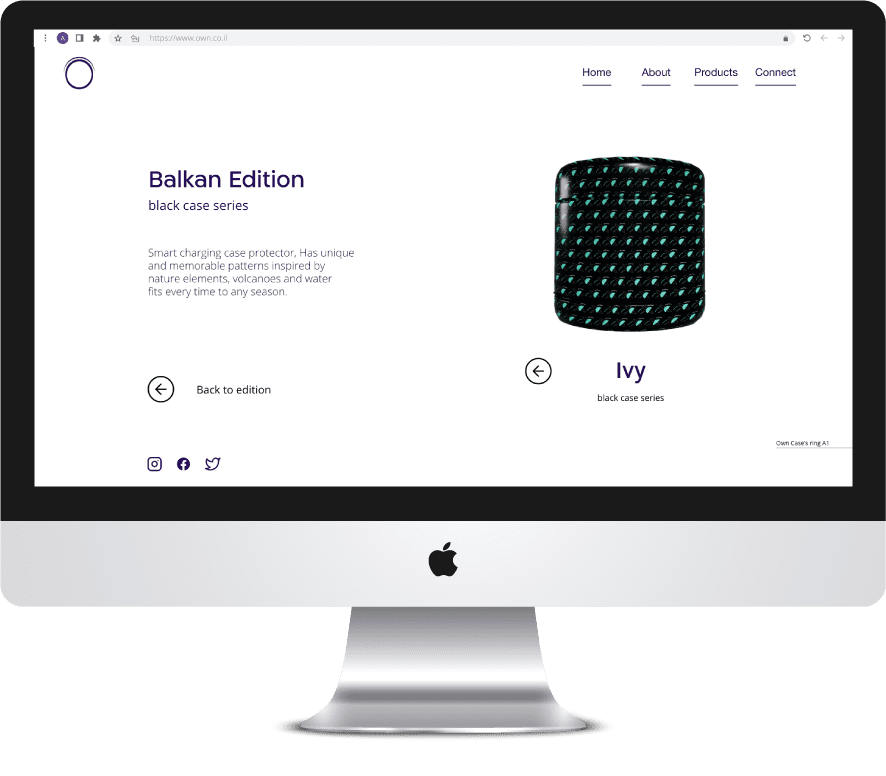 A
https://www.own.co.il
Home About Products Connect
Balkan Edition
black case series
Smart charging case protector, Has unique
and memorable patterns inspired by
nature elements, volcanoes and water
fits every time to any season.
Back to edition
Ivy
black case series
Own Case's ring A1